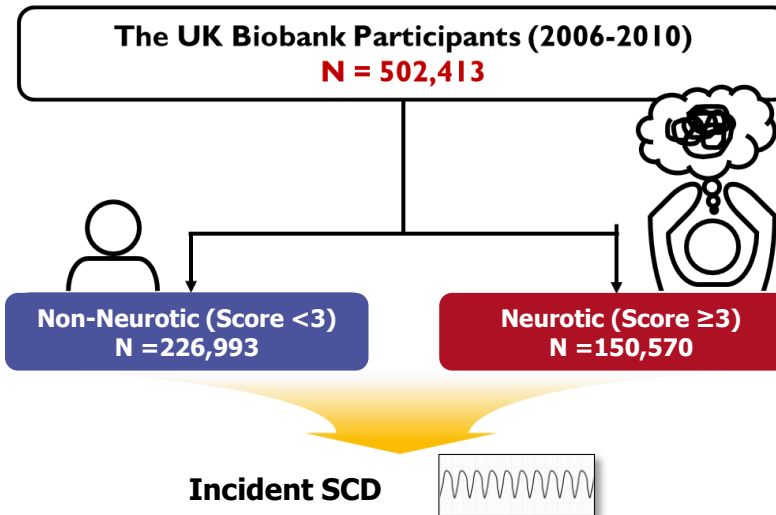 The UK Biobank Participants (2006-2010)
N = 502,413
Non-Neurotic (Score <3)
N =226,993
Neurotic (Score ≥3)
N =150,570
Incident SCD